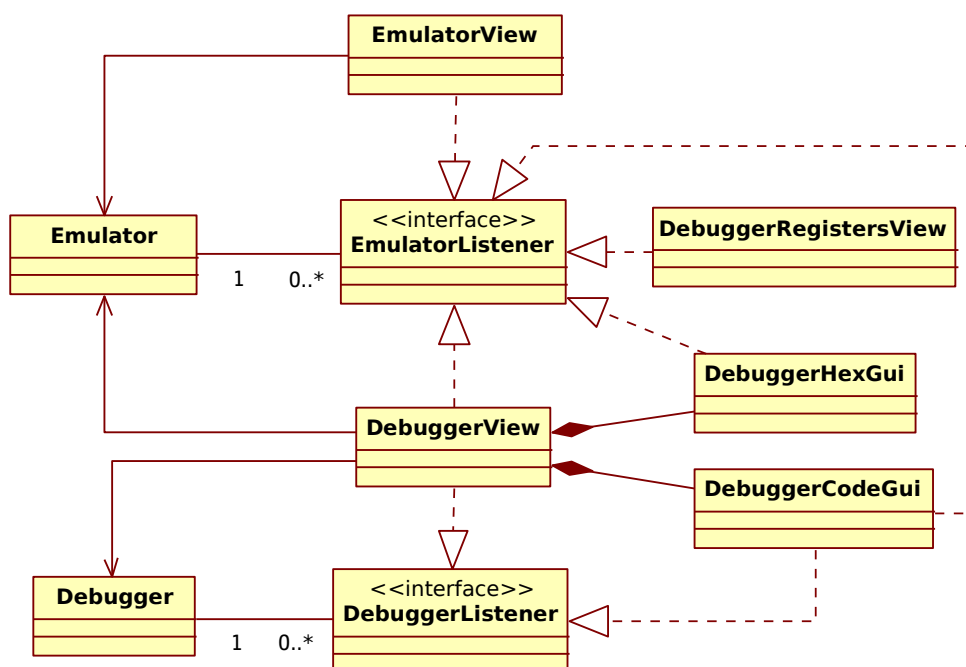 EmulatorView
<<interface>>
EmulatorListener
Emulator
DebuggerRegistersView
1
0..*
DebuggerHexGui
DebuggerView
DebuggerCodeGui
<<interface>>
DebuggerListener
Debugger
1
0..*